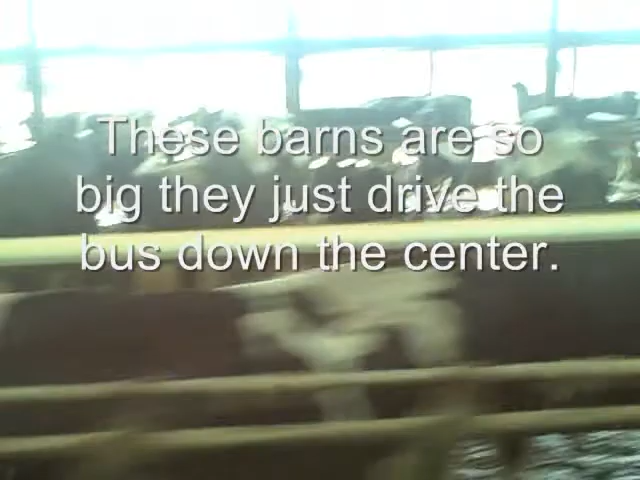 These barns are so
big they just drive the
bus down the center.